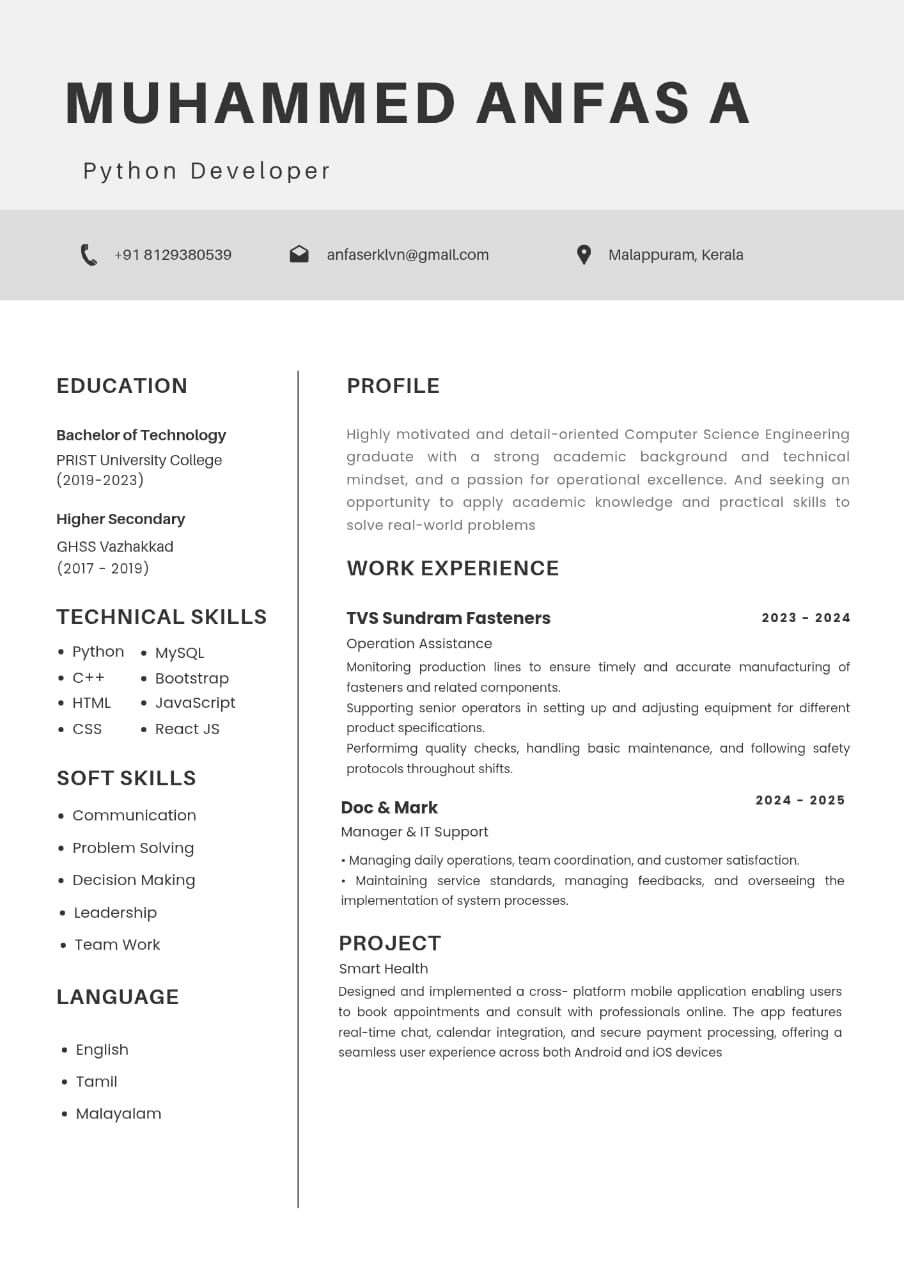 MUHAMMED ANFAS A
Python Developer
+91 8129380539
anfaserklvn@gmail.com
Malappuram, Kerala
EDUCATION
Bachelor of Technology
PRIST University College
(2019-2023)
Higher Secondary
GHSS Vazhakkad
(2017 - 2019)
TECHNICAL SKILLS
• Python
• C++
• HTML
• CSS
• MySQL
• Bootstrap
• JavaScript
• React JS
SOFT SKILLS
• Communication
• Problem Solving
• Decision Making
• Leadership
• Team Work
LANGUAGE
• English
• Tamil
• Malayalam
PROFILE
Highly motivated and detail-oriented Computer Science Engineering
graduate with a strong academic background and technical
mindset, and a passion for operational excellence. And seeking an
opportunity to apply academic knowledge and practical skills to
solve real-world problems
WORK EXPERIENCE
TVS Sundram Fasteners
2023 - 2024
Operation Assistance
Monitoring production lines to ensure timely and accurate manufacturing of
fasteners and related components.
Supporting senior operators in setting up and adjusting equipment for different
product specifications.
Performimg quality checks, handling basic maintenance, and following safety
protocols throughout shifts.
Doc & Mark
2024 - 2025
Manager & IT Support
• Managing daily operations, team coordination, and customer satisfaction.
• Maintaining service standards, managing feedbacks, and overseeing the
implementation of system processes.
PROJECT
Smart Health
Designed and implemented a cross- platform mobile application enabling users
to book appointments and consult with professionals online. The app features
real-time chat, calendar integration, and secure payment processing, offering a
seamless user experience across both Android and iOS devices